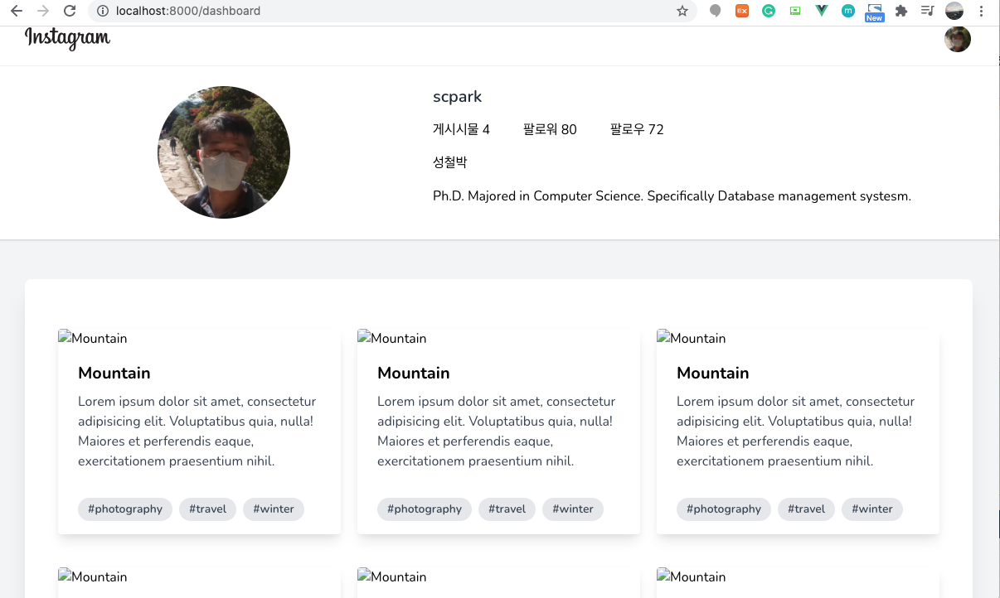 localhost:8000/dashboard
New
Instagram
scpark
게시시물 4 팔로워 80 팔로우 72
성철박
Ph.D. Majored in Computer Science. Specifically Database management systesm.
Mountain Mountain Mountain
Mountain
Lorem ipsum dolor sit amet, consectetur
adipisicing elit. Voluptatibus quia, nulla!
Maiores et perferendis eaque,
exercitationem praesentium nihil.
#photography #travel #winter
Mountain
Lorem ipsum dolor sit amet, consectetur
adipisicing elit. Voluptatibus quia, nulla!
Maiores et perferendis eaque,
exercitationem praesentium nihil.
#photography #travel #winter
Mountain
Lorem ipsum dolor sit amet, consectetur
adipisicing elit. Voluptatibus quia, nulla!
Maiores et perferendis eaque,
exercitationem praesentium nihil.
#photography #travel #winter
Mountain Mountain Mountain